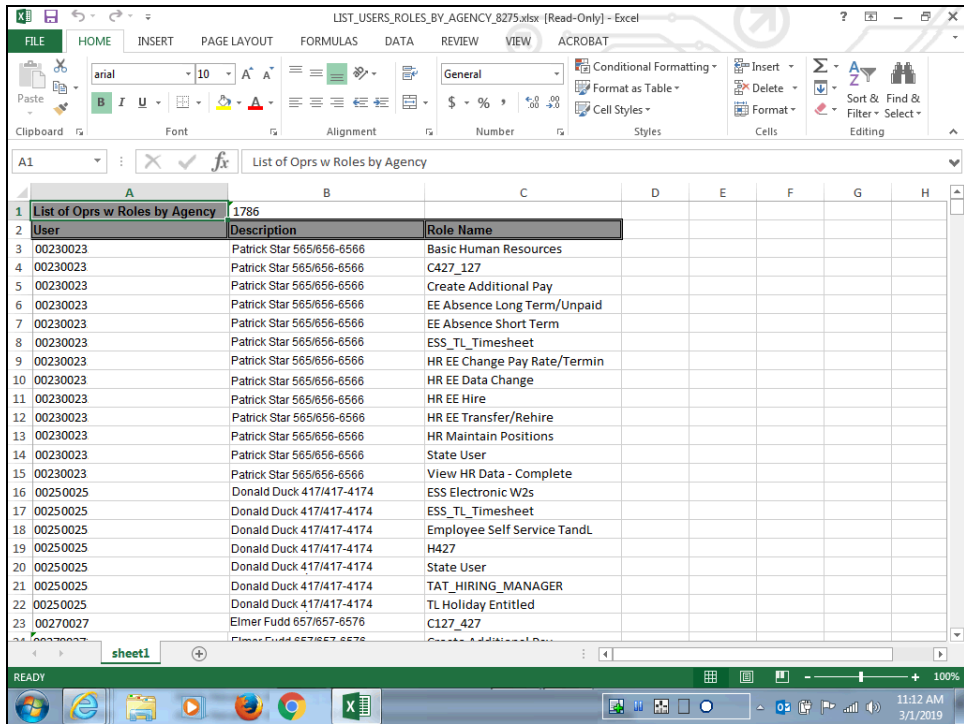 LIST_USERS_ROLES_BY_AGENCY_8275.xlsx [Read-Only] - Excel
FILE HOME INSERT PAGE LAYOUT FORMULAS DATA REVIEW VIEW ACROBAT
Paste
arial 10
General
Conditional Formatting
Format as Table
Cell Styles
Insert
Delete
Format
Sort & Filter
Find & Select
Clipboard Font Alignment Number Styles Cells Editing
A1 List of Oprs w Roles by Agency
A B C D E F G H
1 List of Oprs w Roles by Agency 1786
2 User Description Role Name
3 00230023 Patrick Star 565/656-6566 Basic Human Resources
4 00230023 Patrick Star 565/656-6566 C427_127
5 00230023 Patrick Star 565/656-6566 Create Additional Pay
6 00230023 Patrick Star 565/656-6566 EE Absence Long Term/Unpaid
7 00230023 Patrick Star 565/656-6566 EE Absence Short Term
8 00230023 Patrick Star 565/656-6566 ESS_TL_Timesheet
9 00230023 Patrick Star 565/656-6566 HR EE Change Pay Rate/Termin
10 00230023 Patrick Star 565/656-6566 HR EE Data Change
11 00230023 Patrick Star 565/656-6566 HR EE Hire
12 00230023 Patrick Star 565/656-6566 HR EE Transfer/Rehire
13 00230023 Patrick Star 565/656-6566 HR Maintain Positions
14 00230023 Patrick Star 565/656-6566 State User
15 00230023 Patrick Star 565/656-6566 View HR Data - Complete
16 00250025 Donald Duck 417/417-4174 ESS Electronic W2s
17 00250025 Donald Duck 417/417-4174 ESS_TL_Timesheet
18 00250025 Donald Duck 417/417-4174 Employee Self Service TandL
19 00250025 Donald Duck 417/417-4174 H427
20 00250025 Donald Duck 417/417-4174 State User
21 00250025 Donald Duck 417/417-4174 TAT_HIRING_MANAGER
22 00250025 Donald Duck 417/417-4174 TL Holiday Entitled
23 00270027 Elmer Fudd 657/657-6576 C127_427
sheet1
READY 100%
11:12 AM
3/1/2019